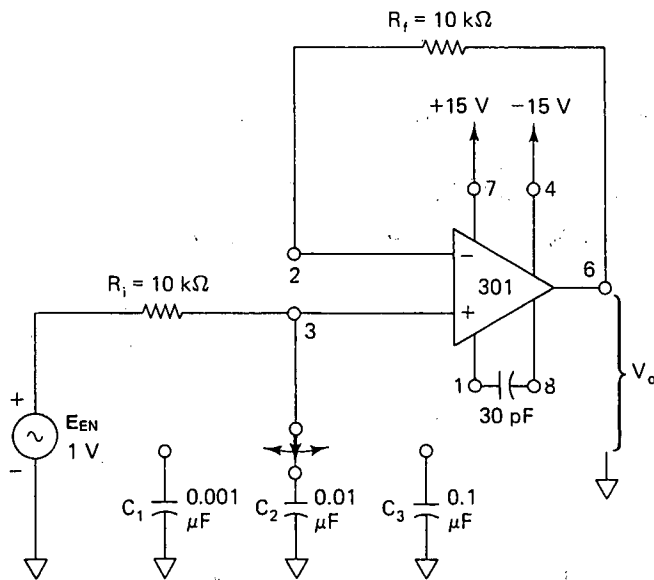 R_f = 10 kΩ
+15 V
−15 V
7
4
2
−
6
R_i = 10 kΩ
301
3
+
1
8
30 pF
V_o
+
E_EN
1 V
−
C_1
0.001
μF
C_2
0.01
μF
C_3
0.1
μF